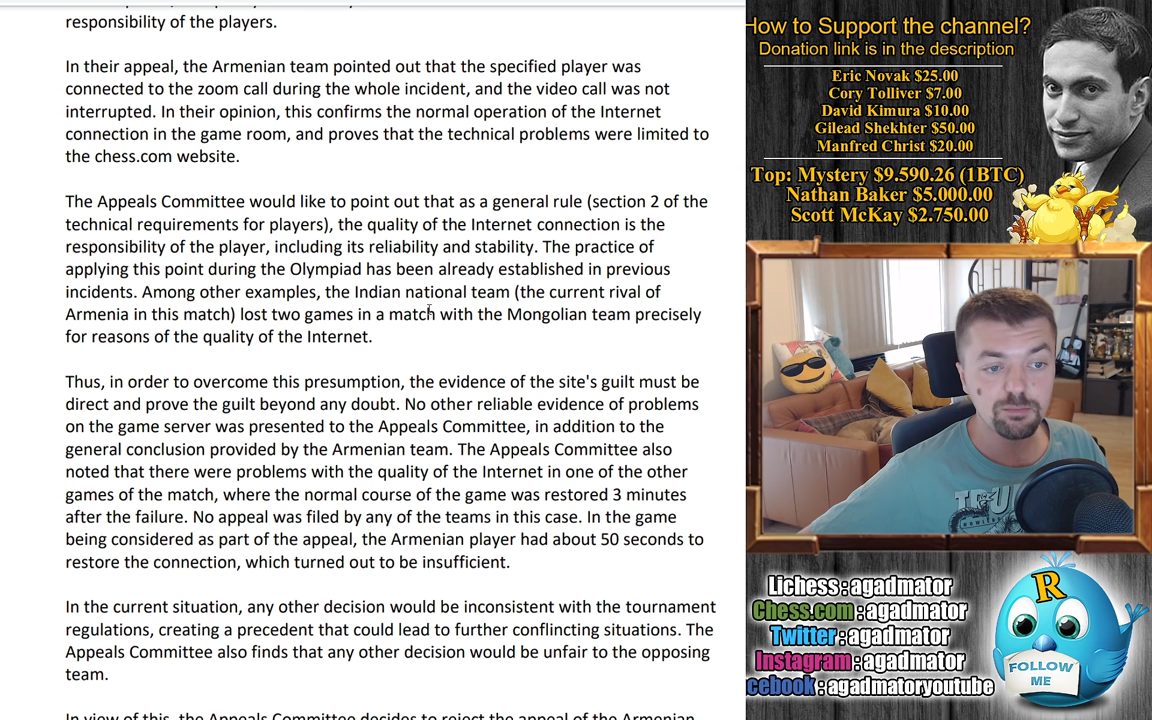 responsibility of the players.
In their appeal, the Armenian team pointed out that the specified player was
connected to the zoom call during the whole incident, and the video call was not
interrupted. In their opinion, this confirms the normal operation of the Internet
connection in the game room, and proves that the technical problems were limited to
the chess.com website.
The Appeals Committee would like to point out that as a general rule (section 2 of the
technical requirements for players), the quality of the Internet connection is the
responsibility of the player, including its reliability and stability. The practice of
applying this point during the Olympiad has been already established in previous
incidents. Among other examples, the Indian national team (the current rival of
Armenia in this match) lost two games in a match with the Mongolian team precisely
for reasons of the quality of the Internet.
Thus, in order to overcome this presumption, the evidence of the site's guilt must be
direct and prove the guilt beyond any doubt. No other reliable evidence of problems
on the game server was presented to the Appeals Committee, in addition to the
general conclusion provided by the Armenian team. The Appeals Committee also
noted that there were problems with the quality of the Internet in one of the other
games of the match, where the normal course of the game was restored 3 minutes
after the failure. No appeal was filed by any of the teams in this case. In the game
being considered as part of the appeal, the Armenian player had about 50 seconds to
restore the connection, which turned out to be insufficient.
In the current situation, any other decision would be inconsistent with the tournament
regulations, creating a precedent that could lead to further conflincting situations. The
Appeals Committee also finds that any other decision would be unfair to the opposing
team.
In view of this, the Appeals Committee decides to reject the appeal of the Armenian
How to Support the channel?
Donation link is in the description
Eric Novak $25.00
Cory Tolliver $7.00
David Kimura $10.00
Gilead Shekhter $50.00
Manfred Christ $20.00
Top: Mystery $9.590.26 (1BTC)
Nathan Baker $5.000.00
Scott McKay $2.750.00
Lichess:agadmator
Chess.com:agadmator
Twitter:agadmator
Instagram:agadmator
cebook:agadmatoryoutube
R
FOLLOW
ME